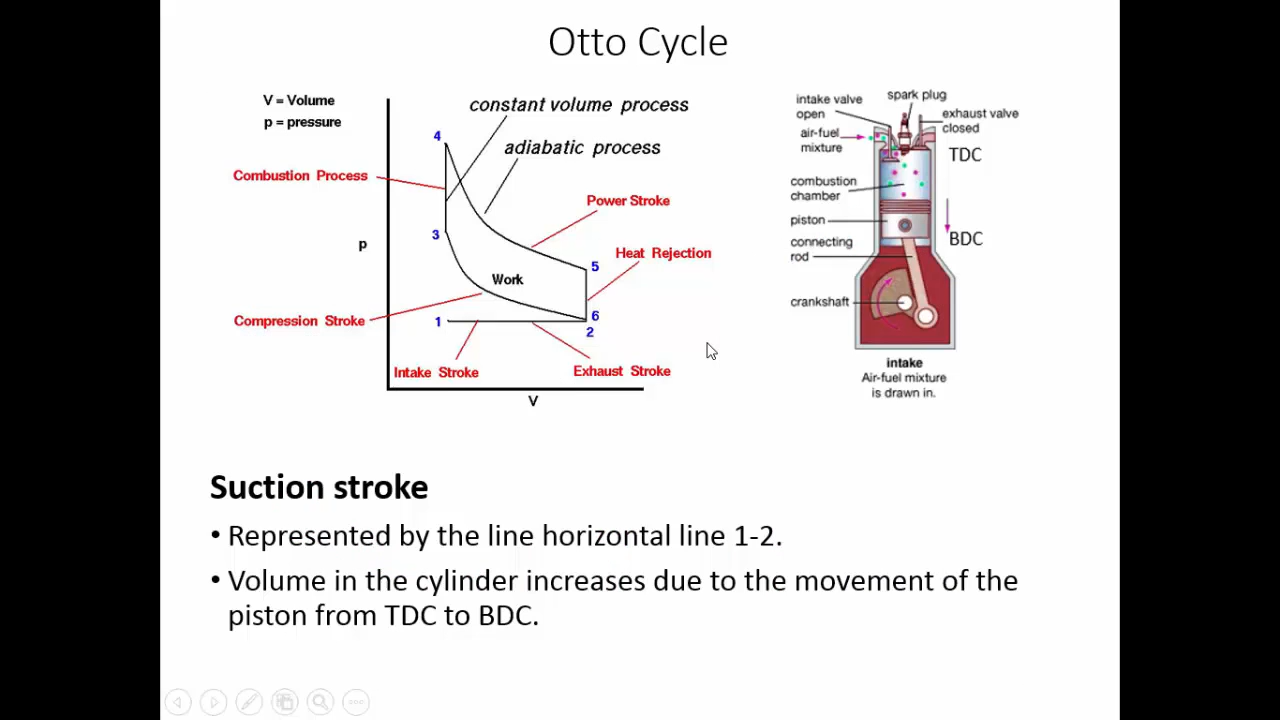 Otto Cycle
V = Volume
p = pressure
constant volume process
adiabatic process
4
Combustion Process
Power Stroke
3
p
Heat Rejection
5
Work
Compression Stroke
1
6
2
Intake Stroke
Exhaust Stroke
V
spark plug
intake valve
open
exhaust valve
closed
air-fuel
mixture
TDC
combustion
chamber
piston
BDC
connecting
rod
crankshaft
intake
Air-fuel mixture
is drawn in.
Suction stroke
• Represented by the line horizontal line 1-2.
• Volume in the cylinder increases due to the movement of the
piston from TDC to BDC.